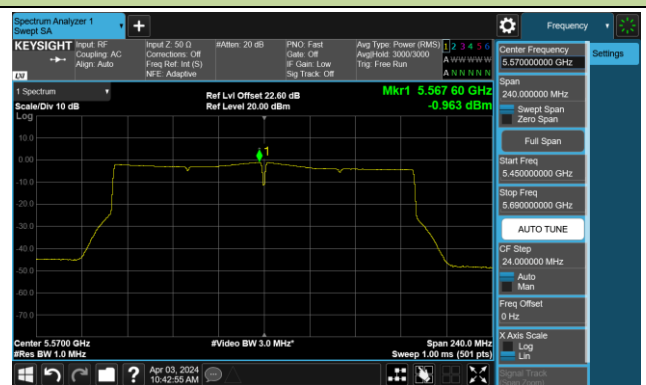 Spectrum Analyzer 1
Swept SA
+
Frequency
KEYSIGHT
Input: RF
Coupling: AC
Align: Auto
Input Z: 50 Ω
Corrections: Off
Freq Ref: Int (S)
NFE: Adaptive
#Atten: 20 dB
PNO: Fast
Gate: Off
IF Gain: Low
Sig Track: Off
Avg Type: Power (RMS)
Avg|Hold: 3000/3000
Trig: Free Run
1 2 3 4 5 6
A W W W W W
A N N N N N
LXI
Center Frequency
5.570000000 GHz
Settings
Span
240.000000 MHz
Swept Span
Zero Span
Full Span
Start Freq
5.450000000 GHz
Stop Freq
5.690000000 GHz
AUTO TUNE
CF Step
24.000000 MHz
Auto
Man
Freq Offset
0 Hz
X Axis Scale
Log
Lin
Signal Track
(Span Zoom)
1 Spectrum
Scale/Div 10 dB
Log
Ref Lvl Offset 22.60 dB
Ref Level 20.00 dBm
Mkr1 5.567 60 GHz
-0.963 dBm
1
10.0
0.00
-10.0
-20.0
-30.0
-40.0
-50.0
-60.0
-70.0
Center 5.5700 GHz
#Res BW 1.0 MHz
#Video BW 3.0 MHz*
Span 240.0 MHz
Sweep 1.00 ms (501 pts)
?
Apr 03, 2024
10:42:55 AM